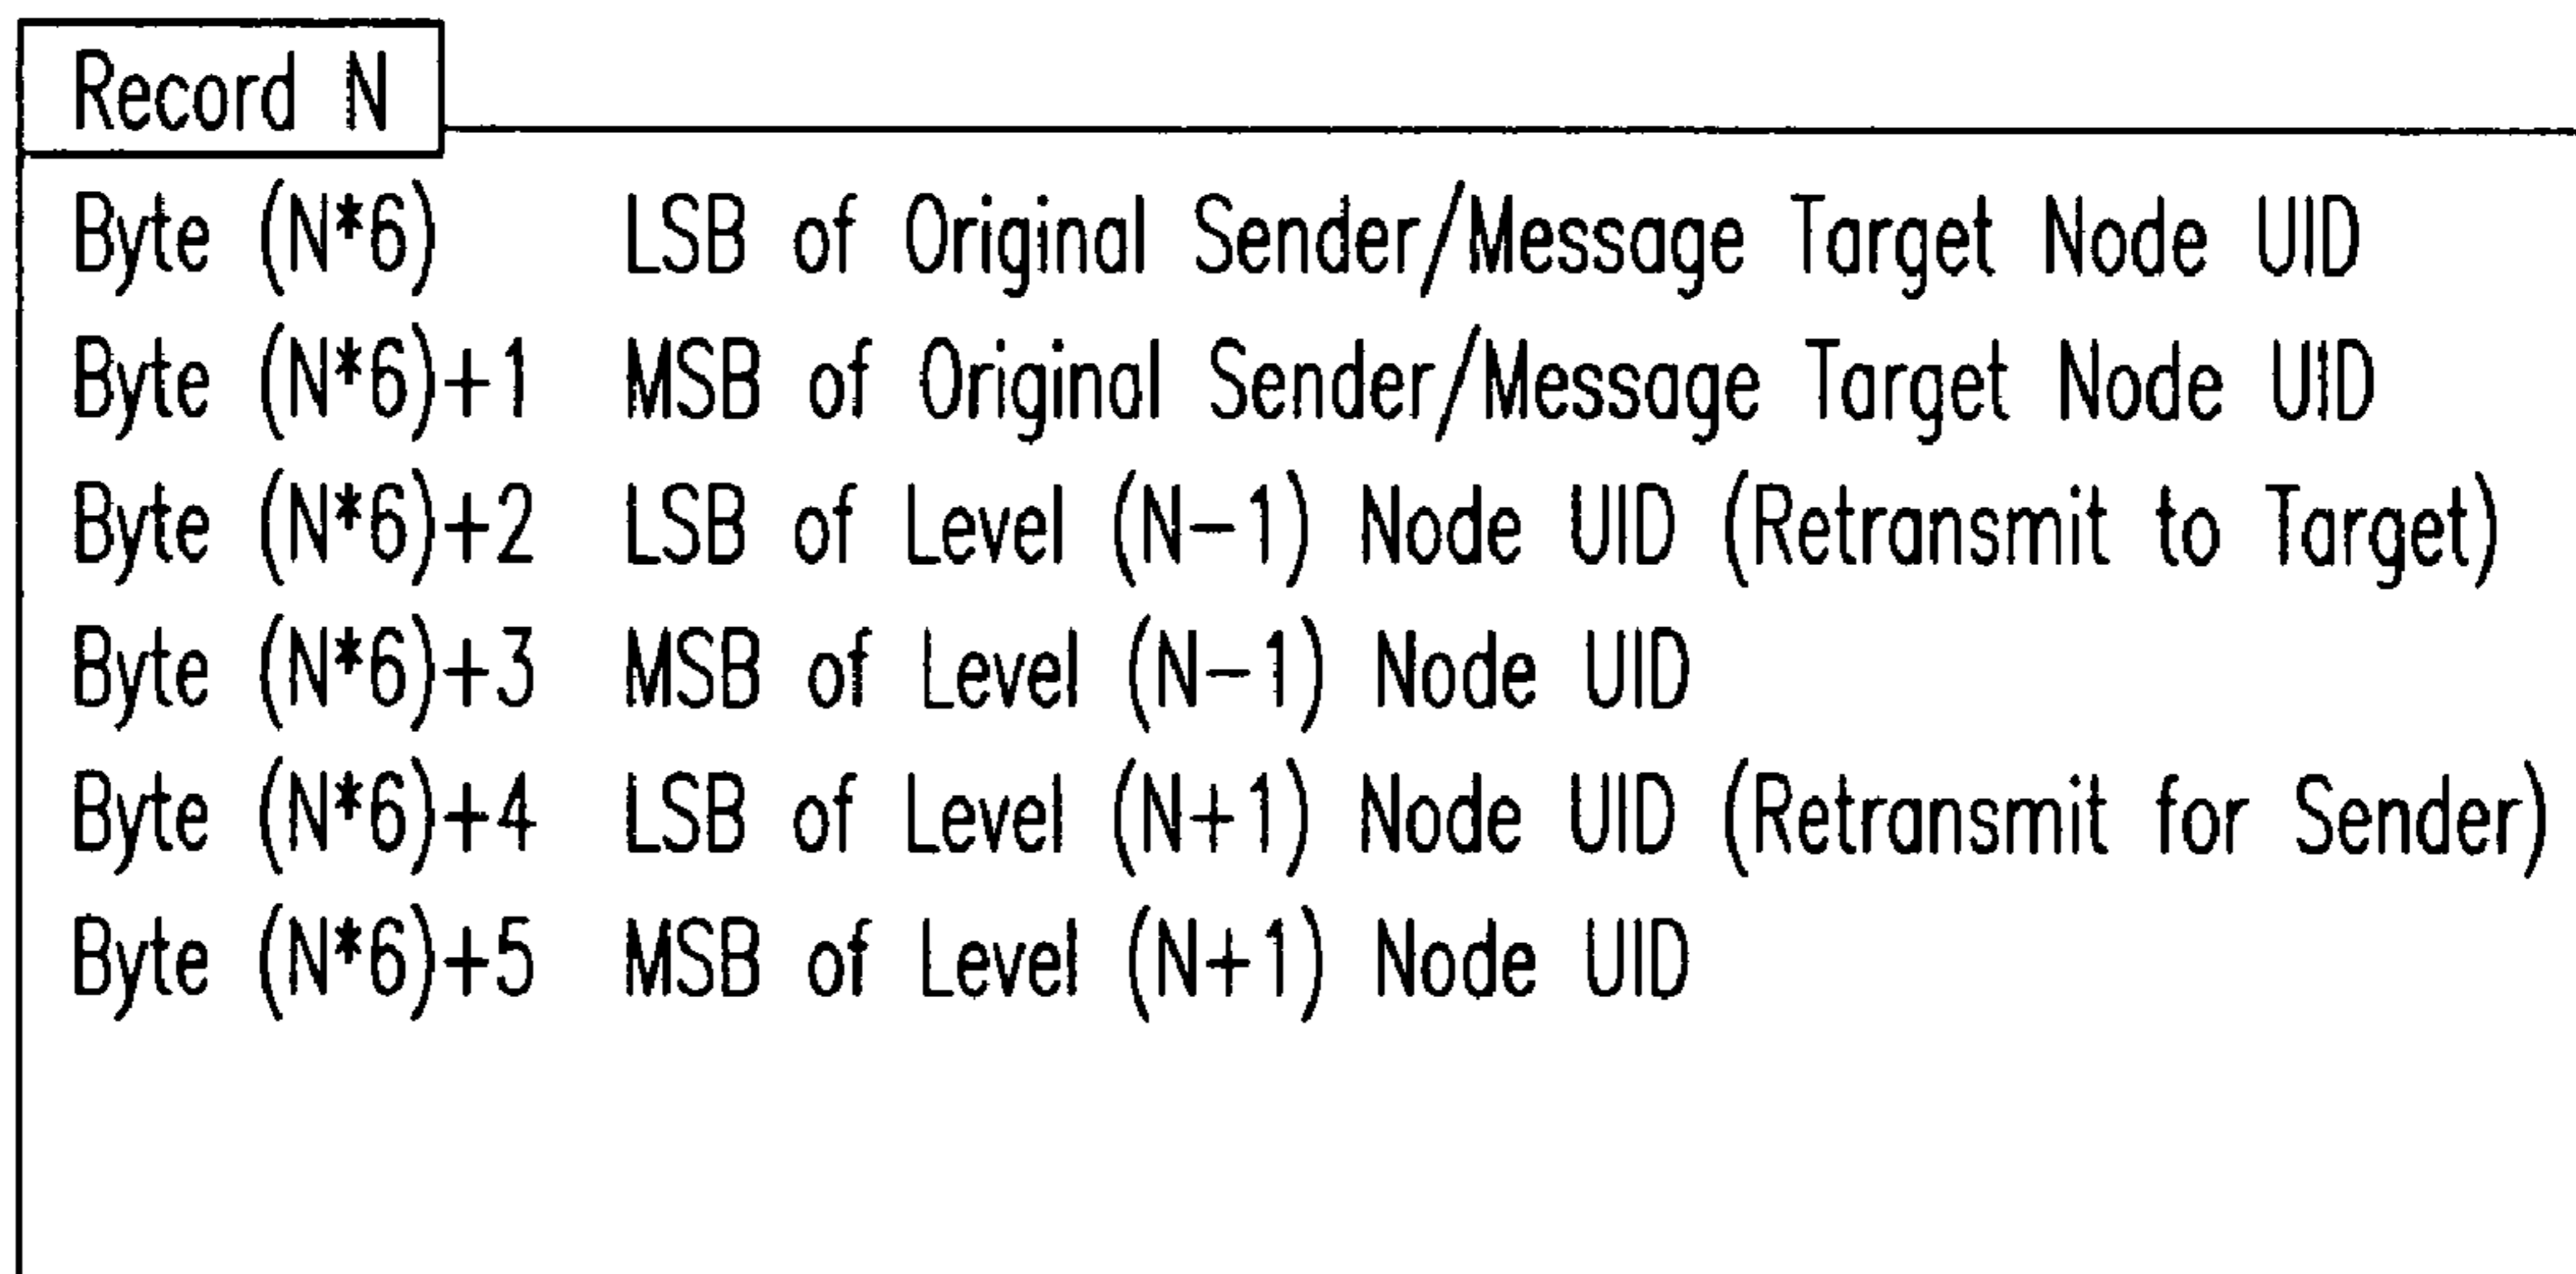 Record N
Byte (N*6) LSB of Original Sender/Message Target Node UID
Byte (N*6)+1 MSB of Original Sender/Message Target Node UID
Byte (N*6)+2 LSB of Level (N-1) Node UID (Retransmit to Target)
Byte (N*6)+3 MSB of Level (N-1) Node UID
Byte (N*6)+4 LSB of Level (N+1) Node UID (Retransmit for Sender)
Byte (N*6)+5 MSB of Level (N+1) Node UID